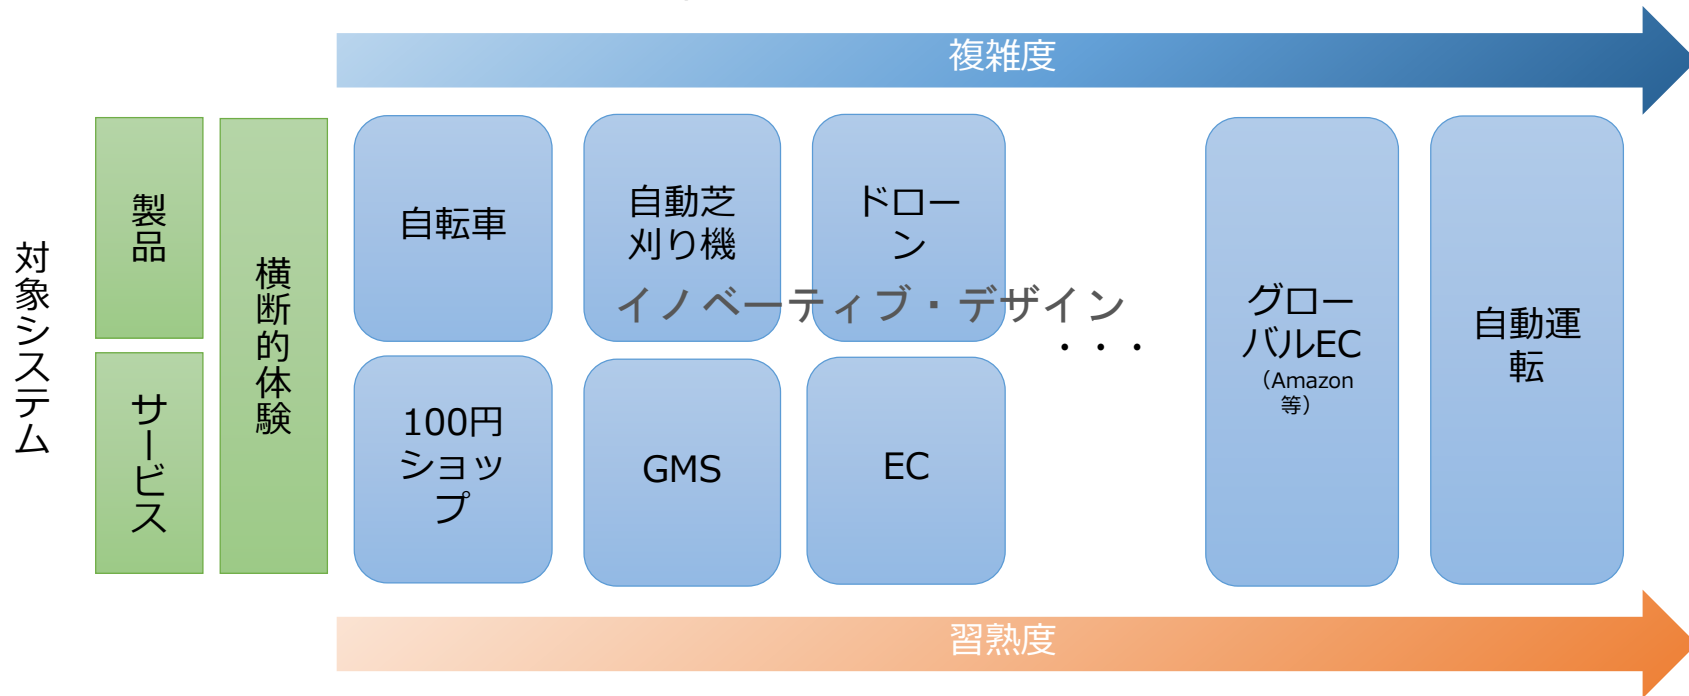 複雑度
対象システム
製品
サービス
横断的体験
自転車
自動芝
刈り機
ドロー
ン
イノベーティブ・デザイン
・・・
100円
ショッ
プ
GMS
EC
グロー
バルEC
（Amazon
等）
自動運
転
習熟度